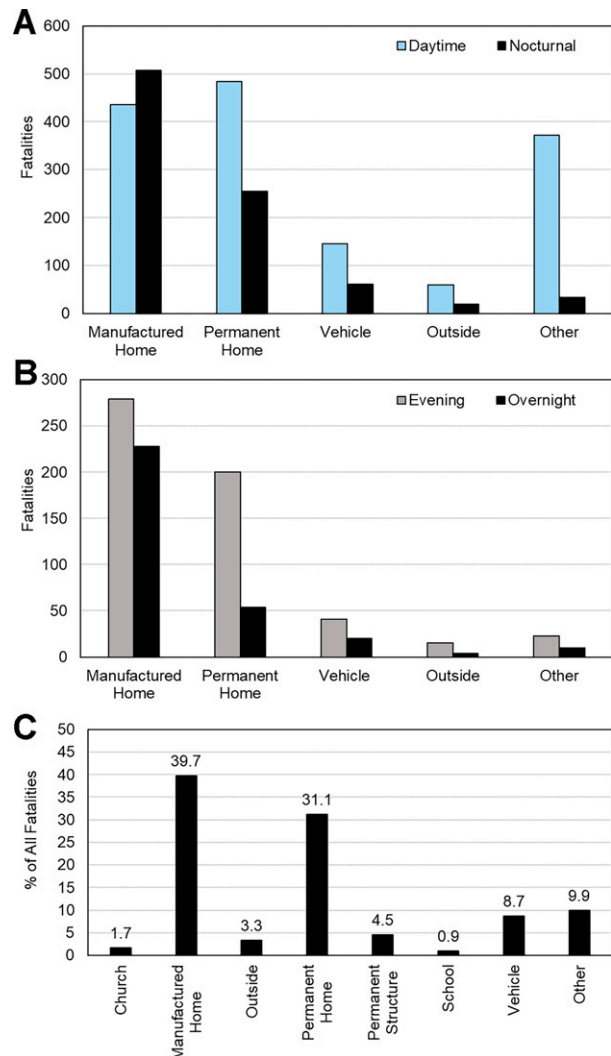 A
600
Daytime Nocturnal
500
400
300
200
100
0
Fatalities
Manufactured Home
Permanent Home
Vehicle
Outside
Other
B
300
Evening Overnight
250
200
150
100
50
0
Fatalities
Manufactured Home
Permanent Home
Vehicle
Outside
Other
C
50
45
40
35
30
25
20
15
10
5
0
% of All Fatalities
1.7
39.7
3.3
31.1
4.5
0.9
8.7
9.9
Church
Manufactured Home
Outside
Permanent Home
Permanent Structure
School
Vehicle
Other